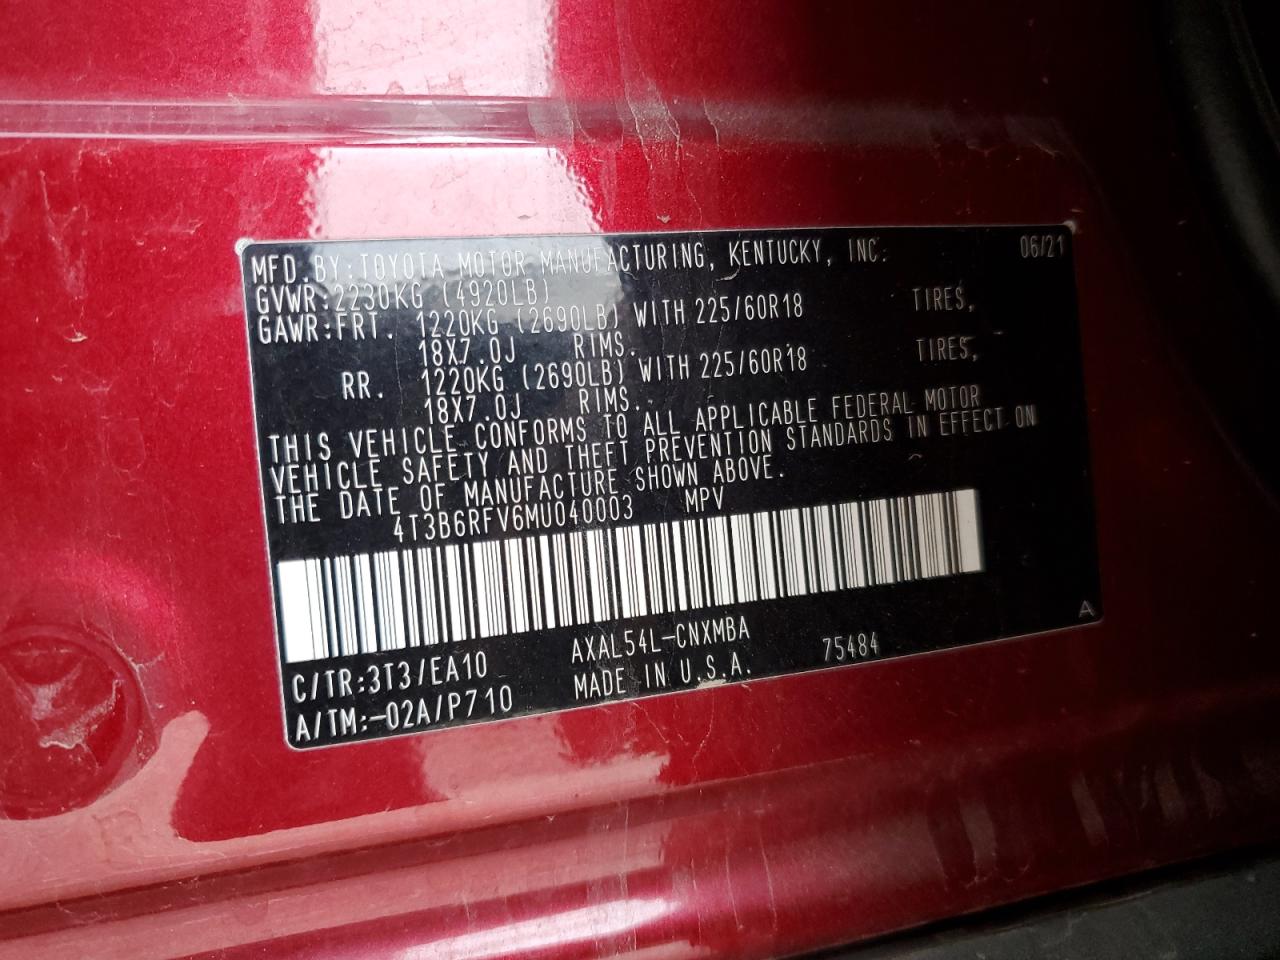 MFD. BY: TOYOTA MOTOR MANUFACTURING, KENTUCKY, INC. 06/21
GVWR: 2230KG (4920LB)
GAWR: FRT. 1220KG (2690LB) WITH 225/60R18 TIRES,
18X7.0J RIMS.
RR. 1220KG (2690LB) WITH 225/60R18 TIRES,
18X7.0J RIMS.
THIS VEHICLE CONFORMS TO ALL APPLICABLE FEDERAL MOTOR
VEHICLE SAFETY AND THEFT PREVENTION STANDARDS IN EFFECT ON
THE DATE OF MANUFACTURE SHOWN ABOVE.
4T3B6RFV6MU040003 MPV
C/TR:3T3/EA10 AXAL54L-CNXMBA 75484 A
A/TM:-02A/P710 MADE IN U.S.A.